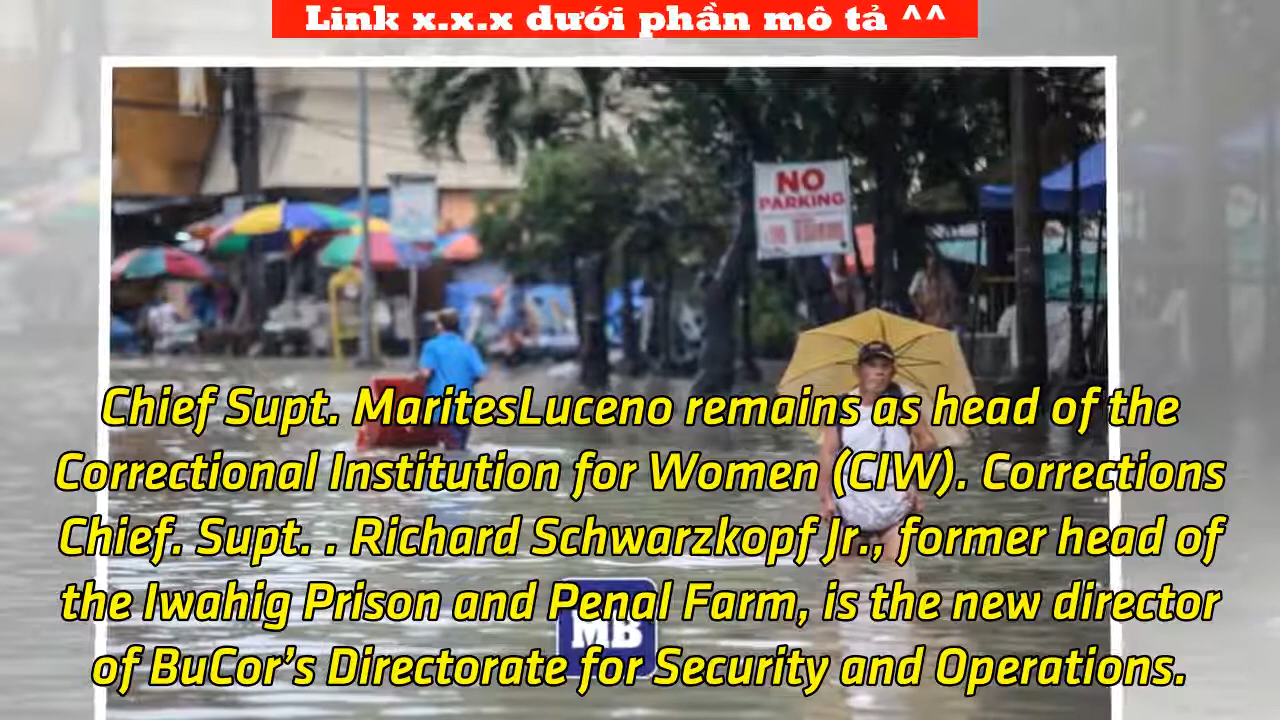 Link x.x.x dưới phần mô tả ^^
NO
PARKING
Chief Supt. MaritesLuceno remains as head of the
Correctional Institution for Women (CIW). Corrections
Chief. Supt. . Richard Schwarzkopf Jr., former head of
the Iwahig Prison and Penal Farm, is the new director
MB
of BuCor’s Directorate for Security and Operations.